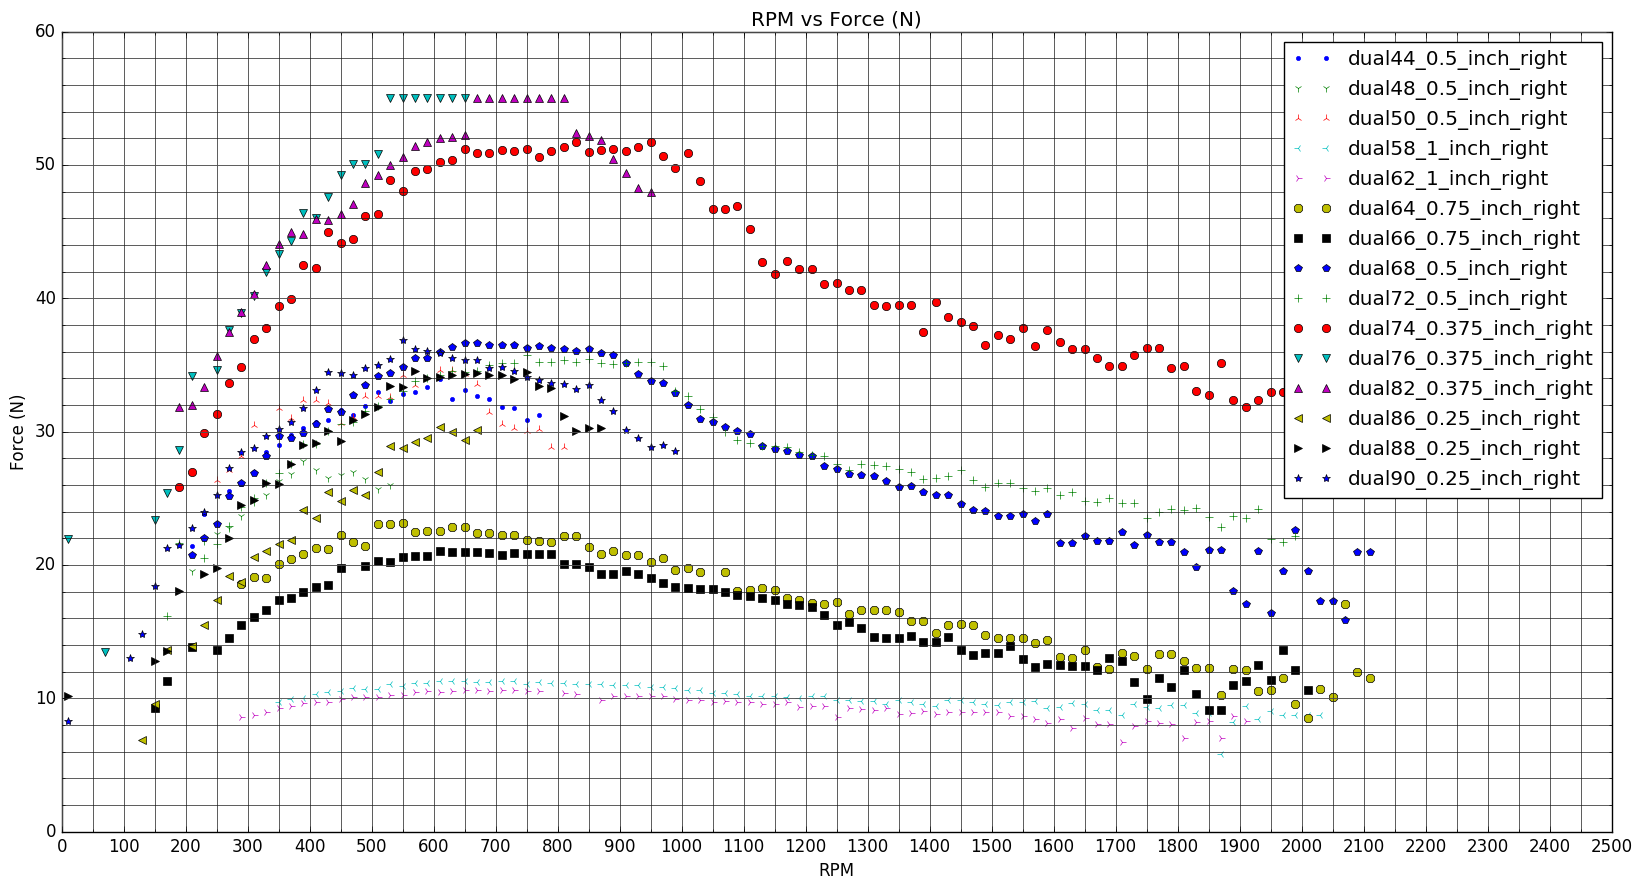 RPM vs Force (N)
60
50
40
30
20
10
0
Force (N)
dual44_0.5_inch_right
dual48_0.5_inch_right
dual50_0.5_inch_right
dual58_1_inch_right
dual62_1_inch_right
dual64_0.75_inch_right
dual66_0.75_inch_right
dual68_0.5_inch_right
dual72_0.5_inch_right
dual74_0.375_inch_right
dual76_0.375_inch_right
dual82_0.375_inch_right
dual86_0.25_inch_right
dual88_0.25_inch_right
dual90_0.25_inch_right
0 100 200 300 400 500 600 700 800 900 1000 1100 1200 1300 1400 1500 1600 1700 1800 1900 2000 2100 2200 2300 2400 2500
RPM